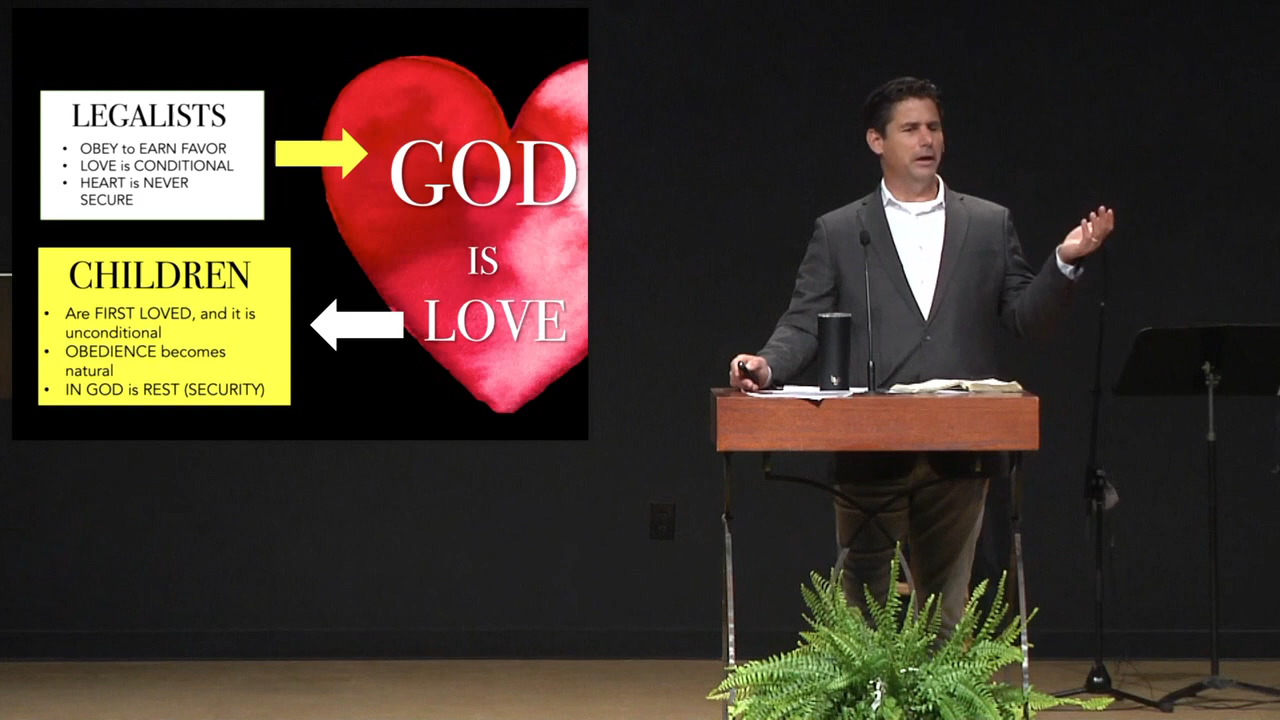 LEGALISTS
• OBEY to EARN FAVOR
• LOVE is CONDITIONAL
• HEART is NEVER
SECURE
GOD
IS
LOVE
CHILDREN
• Are FIRST LOVED, and it is
unconditional
• OBEDIENCE becomes
natural
• IN GOD is REST (SECURITY)